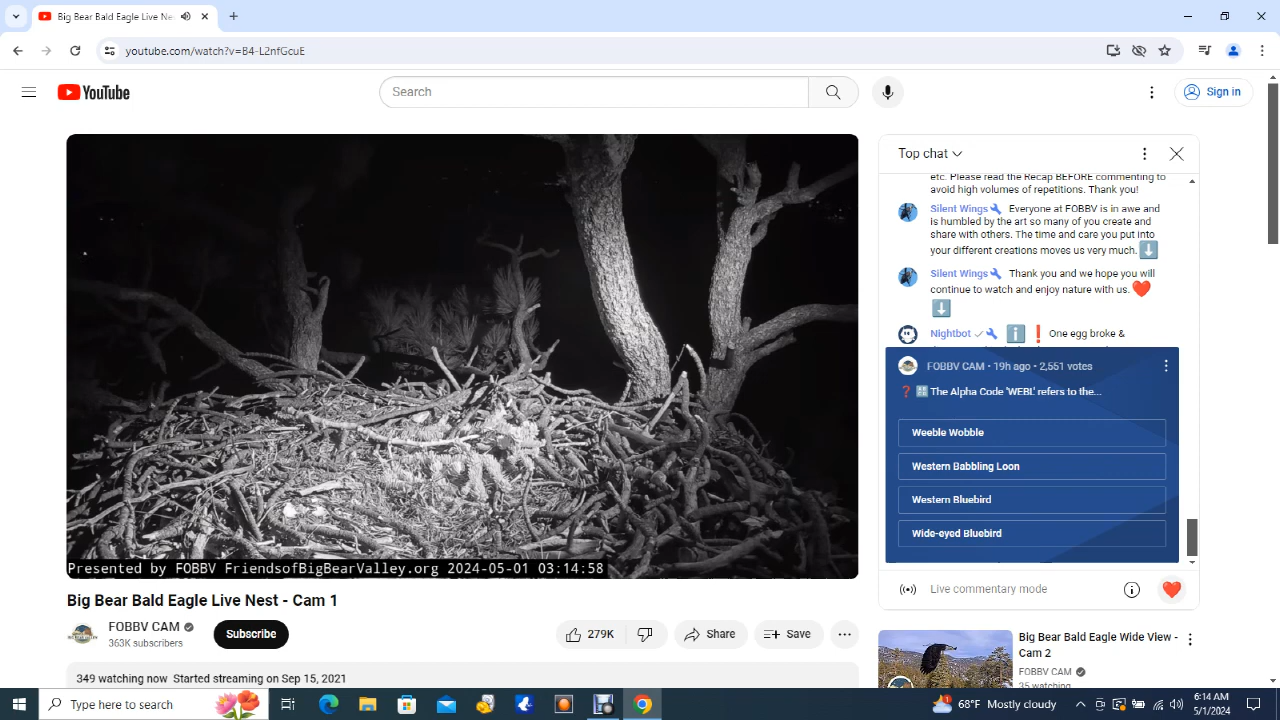 Big Bear Bald Eagle Live Ne
youtube.com/watch?v=B4-L2nfGcuE
YouTube
Search
Sign in
Top chat
etc. Please read the Recap BEFORE commenting to
avoid high volumes of repetitions. Thank you!
Silent Wings Everyone at FOBBV is in awe and
is humbled by the art so many of you create and
share with others. The time and care you put into
your different creations moves us very much.
Silent Wings Thank you and we hope you will
continue to watch and enjoy nature with us.
Nightbot One egg broke &
FOBBV CAM • 19h ago • 2,551 votes
The Alpha Code 'WEBL' refers to the...
Weeble Wobble
Western Babbling Loon
Western Bluebird
Wide-eyed Bluebird
Live commentary mode
Presented by FOBBV FriendsofBigBearValley.org 2024-05-01 03:14:58
Big Bear Bald Eagle Live Nest - Cam 1
FOBBV CAM
363K subscribers
Subscribe
279K
Share
Save
349 watching now Started streaming on Sep 15, 2021
Big Bear Bald Eagle Wide View -
Cam 2
FOBBV CAM
35 watching
Type here to search
68°F Mostly cloudy
6:14 AM
5/1/2024